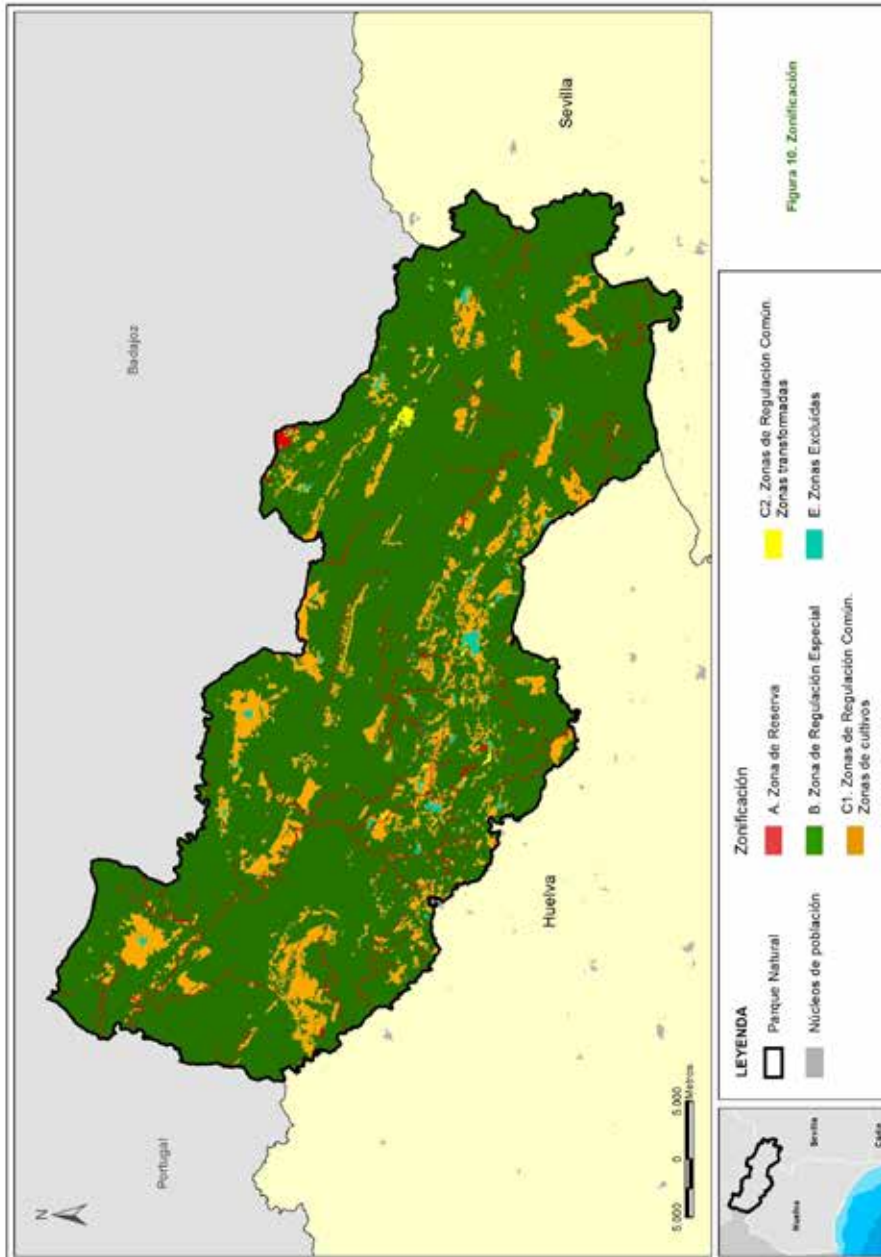 N
Portugal
Badajoz
Sevilla
Huelva
5.000
0
5.000
Metros
Huelva
Sevilla
Cádiz
LEYENDA
Parque Natural
Núcleos de población
Zonificación
A. Zona de Reserva
B. Zona de Regulación Especial
C1. Zonas de Regulación Común.
Zonas de cultivos
C2. Zonas de Regulación Común.
Zonas transformadas
E. Zonas Excluidas
Figura 10. Zonificación